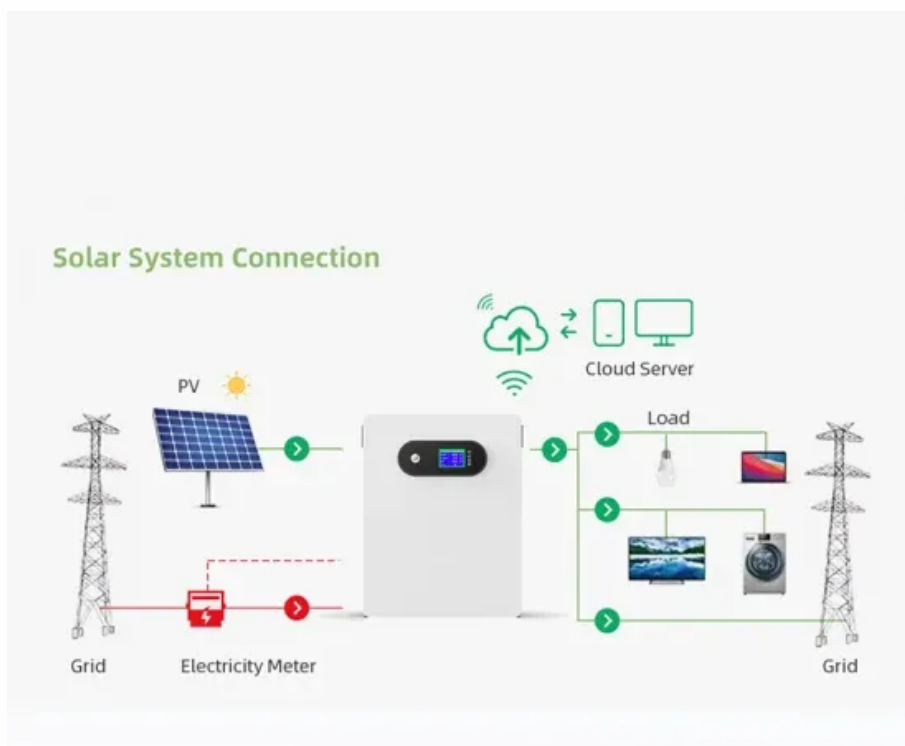 Solar System Connection
Cloud Server
PV
Load
Grid
Electricity Meter
Grid